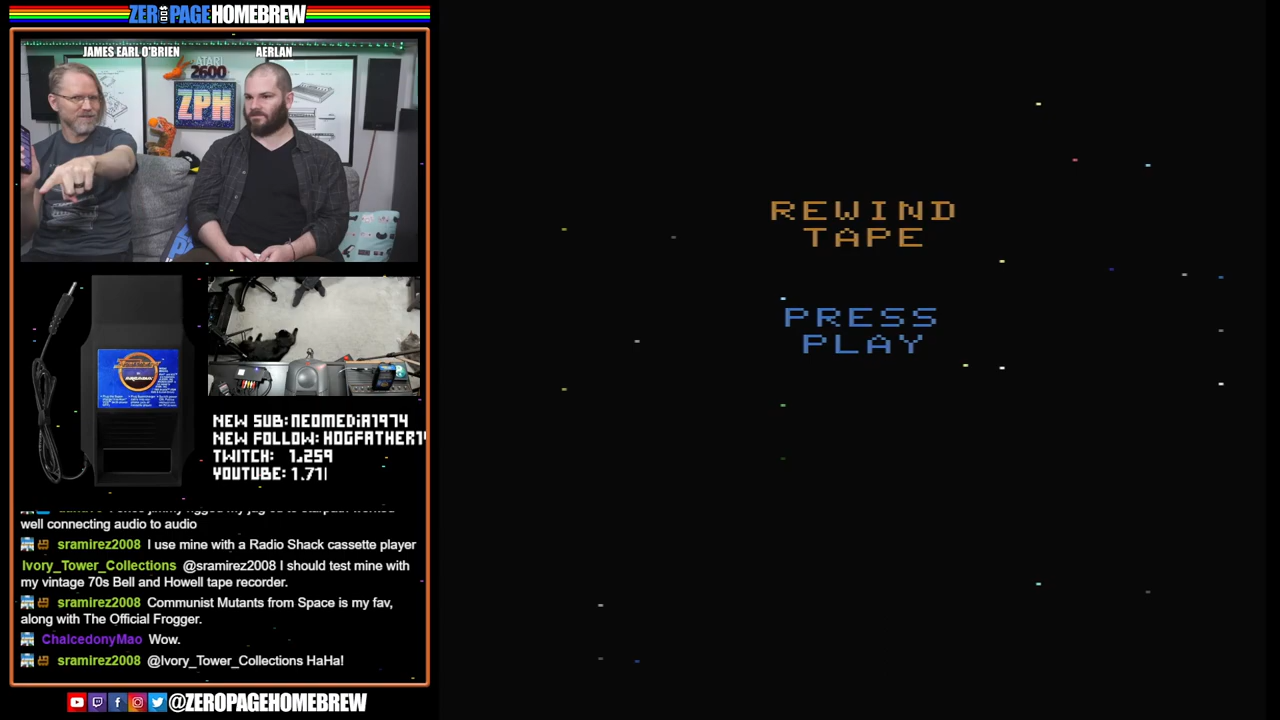 ZEROPAGE HOMEBREW
JAMES EARL O'BRIEN
AERLAN
ATARI
2600
ZPH
REWIND
TAPE
PRESS
PLAY
NEW SUB: NEOMEDIA1974
NEW FOLLOW: HOGFATHER1
TWITCH: 1,259
YOUTUBE: 1,71
well connecting audio to audio
sramirez2008 I use mine with a Radio Shack cassette player
Ivory_Tower_Collections @sramirez2008 I should test mine with
my vintage 70s Bell and Howell tape recorder.
sramirez2008 Communist Mutants from Space is my fav,
along with The Official Frogger.
ChalcedonyMao Wow.
sramirez2008 @Ivory_Tower_Collections HaHa!
@ZEROPAGEHOMEBREW